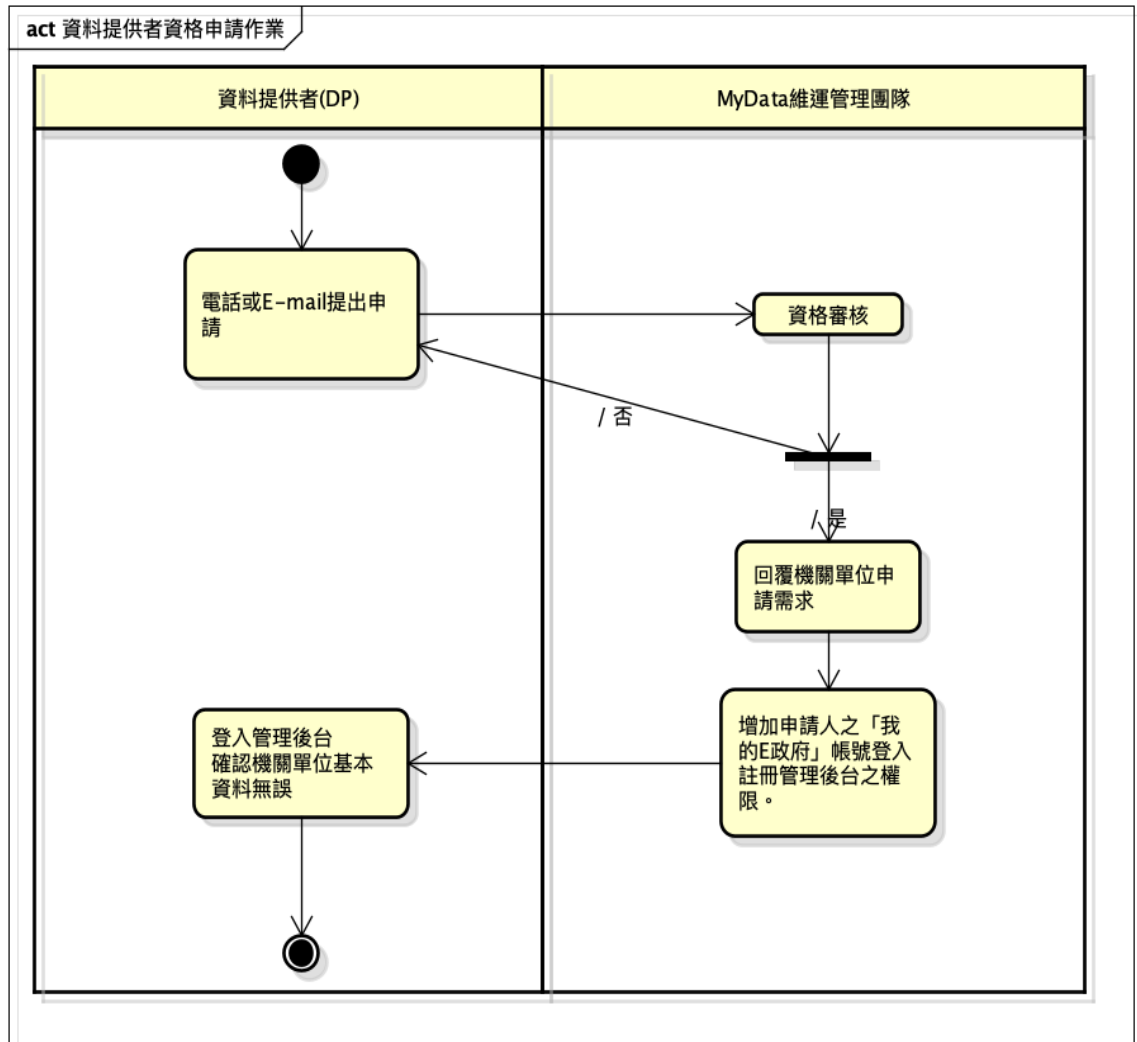 act 資料提供者資格申請作業
資料提供者(DP)
MyData維運管理團隊
電話或E-mail提出申
請
資格審核
/ 否
/ 是
回覆機關單位申
請需求
增加申請人之「我
的E政府」帳號登入
註冊管理後台之權
限。
登入管理後台
確認機關單位基本
資料無誤